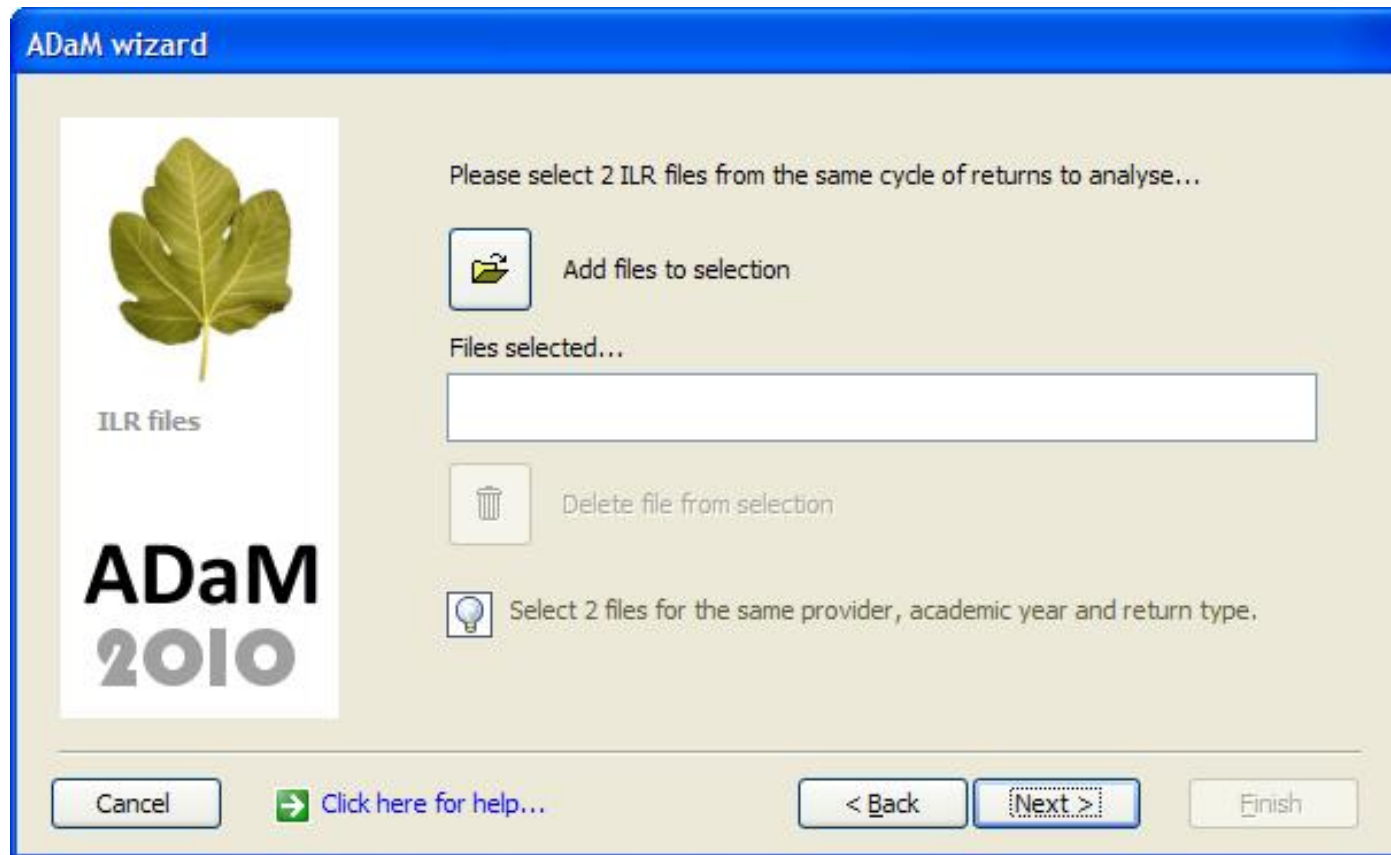 ADaM wizard
Please select 2 ILR files from the same cycle of returns to analyse...
Add files to selection
Files selected...
ILR files
Delete file from selection
ADaM
2010
Select 2 files for the same provider, academic year and return type.
Cancel
Click here for help...
< Back
Next >
Finish